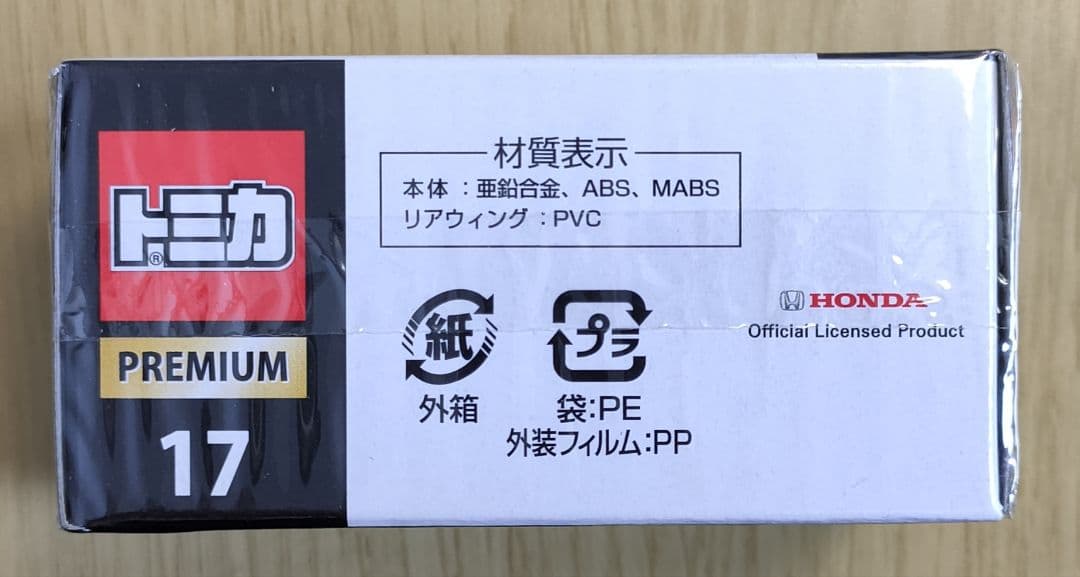 トミカ®
PREMIUM
17
材質表示
本体：亜鉛合金、ABS、MABS
リアウィング：PVC
紙
外箱
プラ
袋:PE
外装フィルム:PP
HONDA
Official Licensed Product